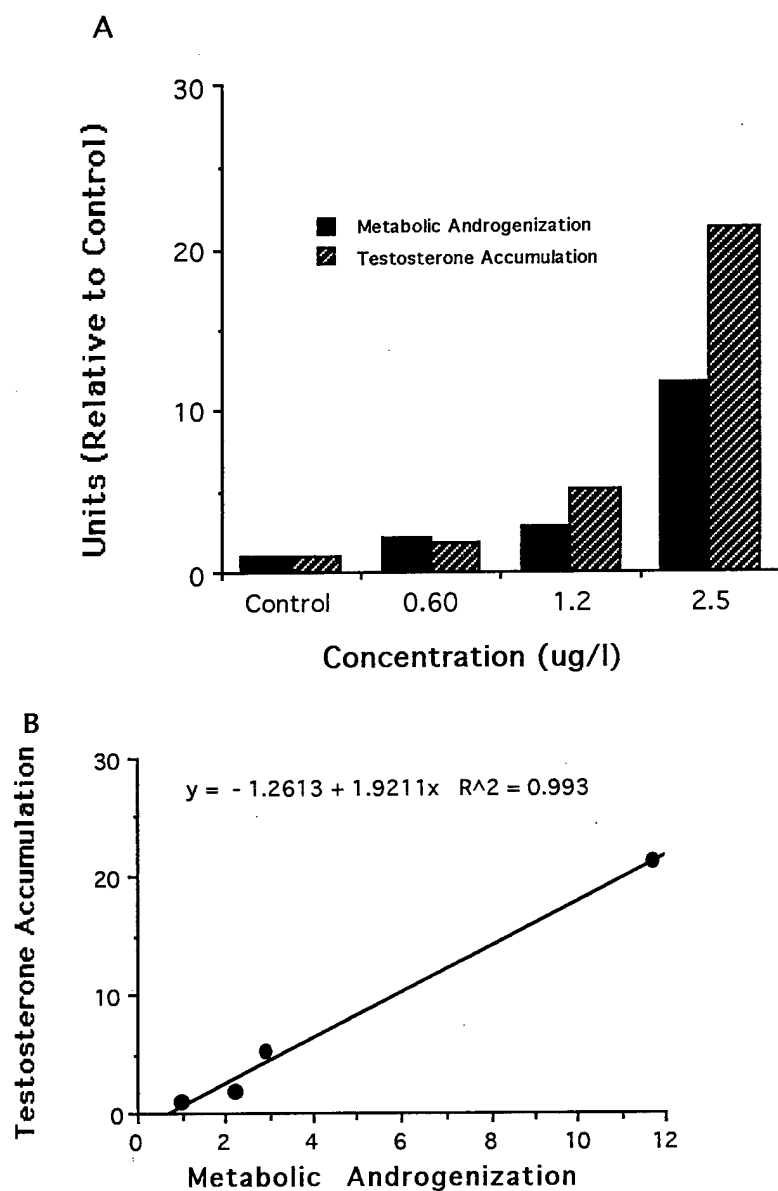 A
Units (Relative to Control)
30
20
10
0
Metabolic Androgenization
Testosterone Accumulation
Control 0.60 1.2 2.5
Concentration (ug/l)
B
Testosterone Accumulation
30
20
10
0
y = - 1.2613 + 1.9211x R^2 = 0.993
0 2 4 6 8 10 12
Metabolic Androgenization